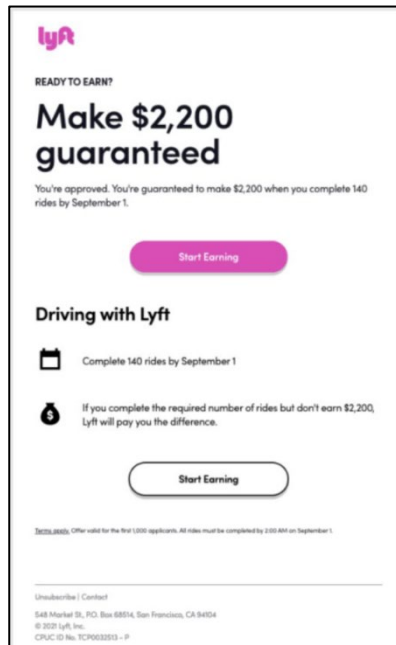 lyft
READY TO EARN?
Make $2,200
guaranteed
You're approved. You're guaranteed to make $2,200 when you complete 140
rides by September 1.
Start Earning
Driving with Lyft
Complete 140 rides by September 1
If you complete the required number of rides but don't earn $2,200,
Lyft will pay you the difference.
Start Earning
Terms apply. Offer valid for the first 1,000 applicants. All rides must be completed by 2:00 AM on September 1.
Unsubscribe | Contact
548 Market St., P.O. Box 68514, San Francisco, CA 94104
© 2021 Lyft, Inc.
CPUC ID No. TCP0032513 - P